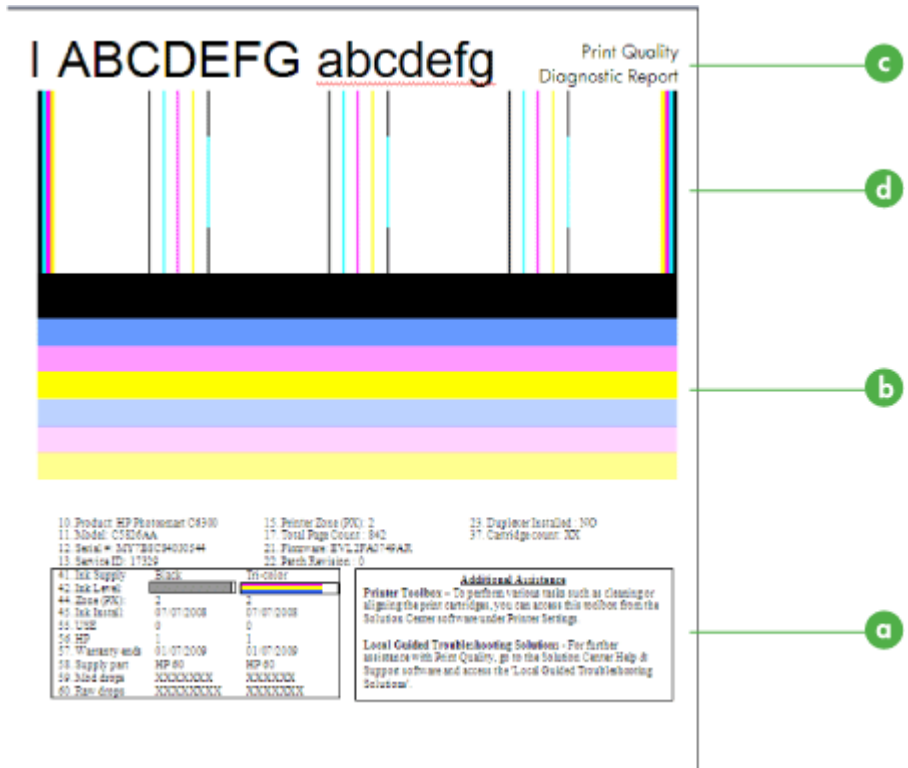 I ABCDEFG abcdefg
Print Quality
Diagnostic Report
c
d
b
10. Product: HP Photosmart C6300 15. Printer Zone (PX): 2 23. Duplexer Installed : NO
11. Model: C5826AA 17. Total Page Count : 842 37. Cartridge count: XX
12. Serial #: 21. Firmware:
13. Service ID: 17329 22. Patch Revision : 0
41. Ink Supply Black Tri-color
42. Ink Level:
44. Zone (PX): 2 2
45. Ink Install 07/07/2008 07/07/2008
55. USE 0 0
56. HP 1 1
57. Warranty ends 01/07/2009 01/07/2009
58. Supply part HP 60 HP 60
59. Mod drops XXXXXXX XXXXXX
60. Raw drops XXXXXXXX XXXXXXX
Additional Assistance
Printer Toolbox – To perform various tasks such as cleaning or
aligning the print cartridges, you can access this toolbox from the
Solution Center software under Printer Settings.
Local Guided Troubleshooting Solutions - For further
assistance with Print Quality, go to the Solution Center Help &
Support software and access the 'Local Guided Troubleshooting
Solutions'.
a